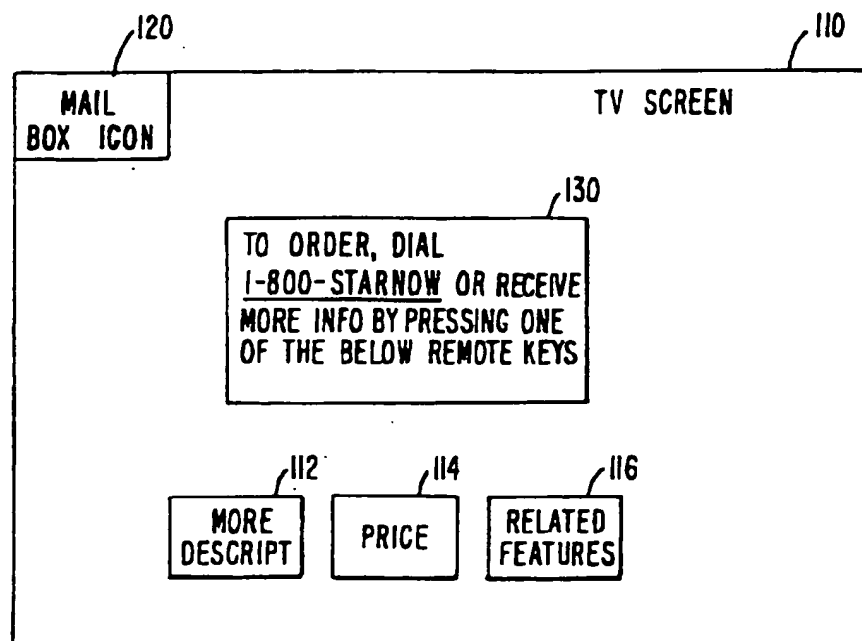 120
110
MAIL
BOX ICON
TV SCREEN
130
TO ORDER, DIAL
1-800-STARNOW OR RECEIVE
MORE INFO BY PRESSING ONE
OF THE BELOW REMOTE KEYS
112
114
116
MORE
DESCRIPT
PRICE
RELATED
FEATURES